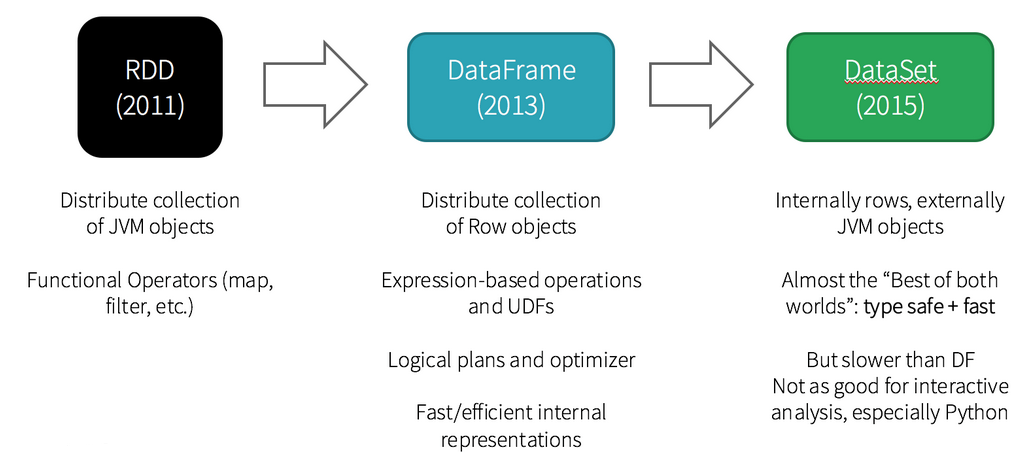 RDD
(2011)
DataFrame
(2013)
DataSet
(2015)
Distribute collection
of JVM objects
Functional Operators (map,
filter, etc.)
Distribute collection
of Row objects
Expression-based operations
and UDFs
Logical plans and optimizer
Fast/efficient internal
representations
Internally rows, externally
JVM objects
Almost the “Best of both
worlds”: type safe + fast
But slower than DF
Not as good for interactive
analysis, especially Python